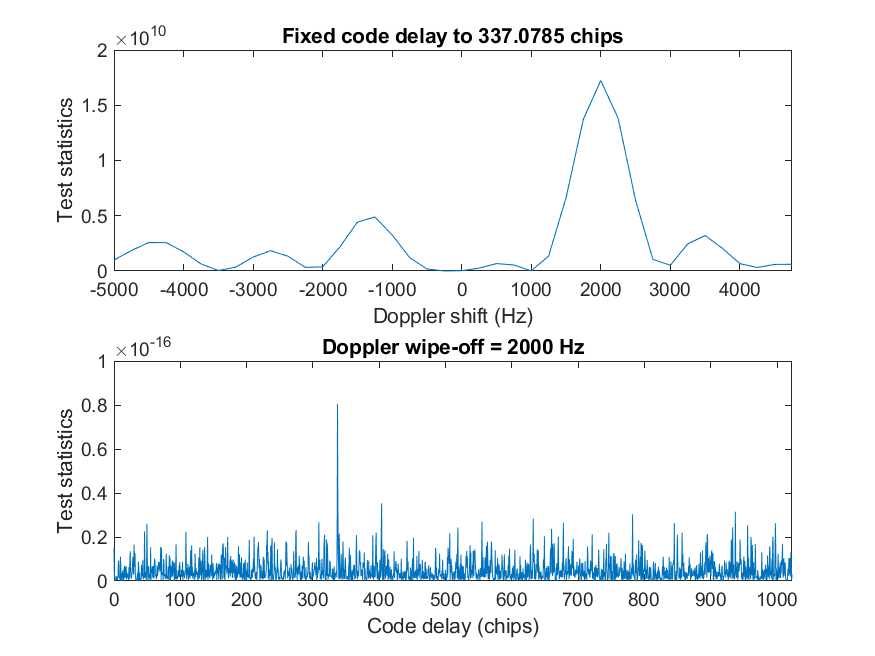 Fixed code delay to 337.0785 chips
×10^10
2
1.5
1
0.5
0
Test statistics
-5000 -4000 -3000 -2000 -1000 0 1000 2000 3000 4000
Doppler shift (Hz)
Doppler wipe-off = 2000 Hz
×10^-16
1
0.8
0.6
0.4
0.2
0
Test statistics
0 100 200 300 400 500 600 700 800 900 1000
Code delay (chips)